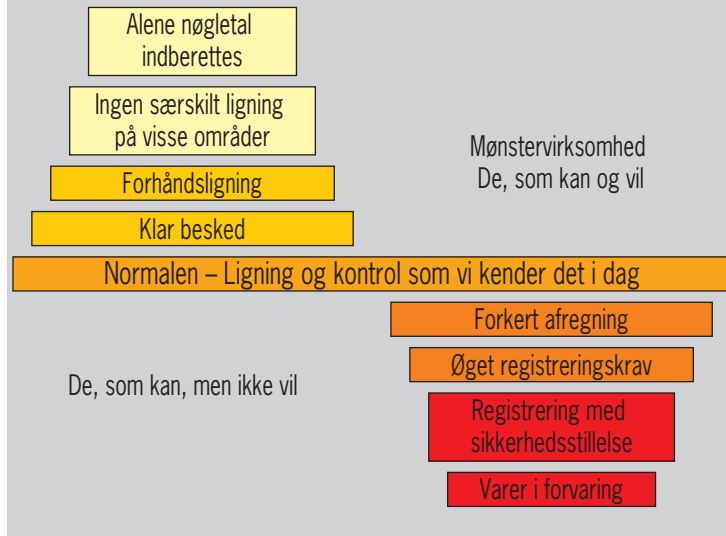 Alene nøgletal
indberettes
Ingen særskilt ligning
på visse områder
Mønstervirksomhed
De, som kan og vil
Forhåndsligning
Klar besked
Normalen – Ligning og kontrol som vi kender det i dag
Forkert afregning
Øget registreringskrav
De, som kan, men ikke vil
Registrering med
sikkerhedsstillelse
Varer i forvaring